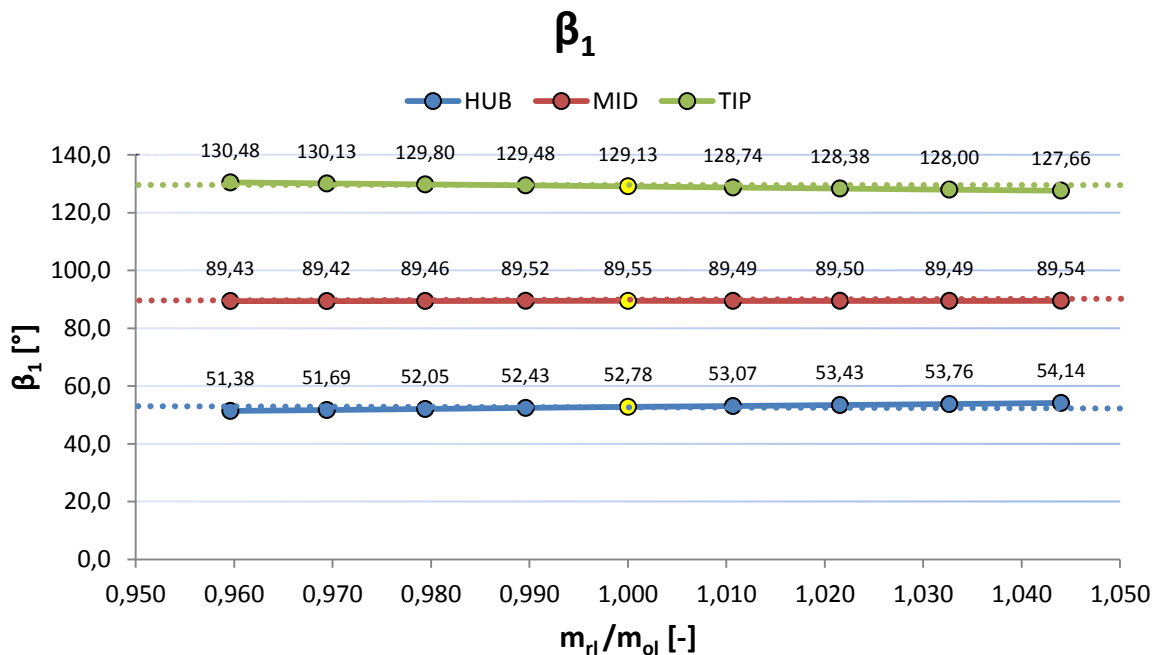 β₁
HUB MID TIP
130,48 130,13 129,80 129,48 129,13 128,74 128,38 128,00 127,66
140,0
120,0
89,43 89,42 89,46 89,52 89,55 89,49 89,50 89,49 89,54
100,0
80,0
51,38 51,69 52,05 52,43 52,78 53,07 53,43 53,76 54,14
60,0
40,0
20,0
0,0
β₁ [°]
0,950 0,960 0,970 0,980 0,990 1,000 1,010 1,020 1,030 1,040 1,050
m_rl/m_ol [-]